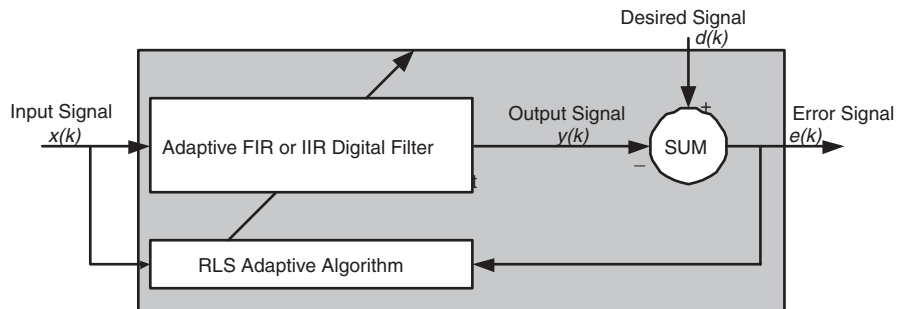 Desired Signal
d(k)
Input Signal
x(k)
Adaptive FIR or IIR Digital Filter
Output Signal
y(k)
+
−
SUM
Error Signal
e(k)
t
RLS Adaptive Algorithm